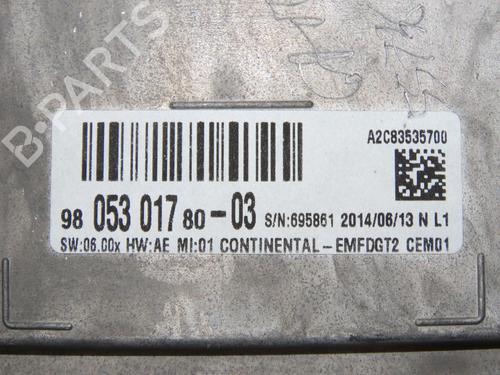 B-PARTS
A2C83535700
98 053 017 80-03 S/N:695861 2014/06/13 N L1
SW:06.00x HW:AE MI:01 CONTINENTAL-EMFDGT2 CEM01